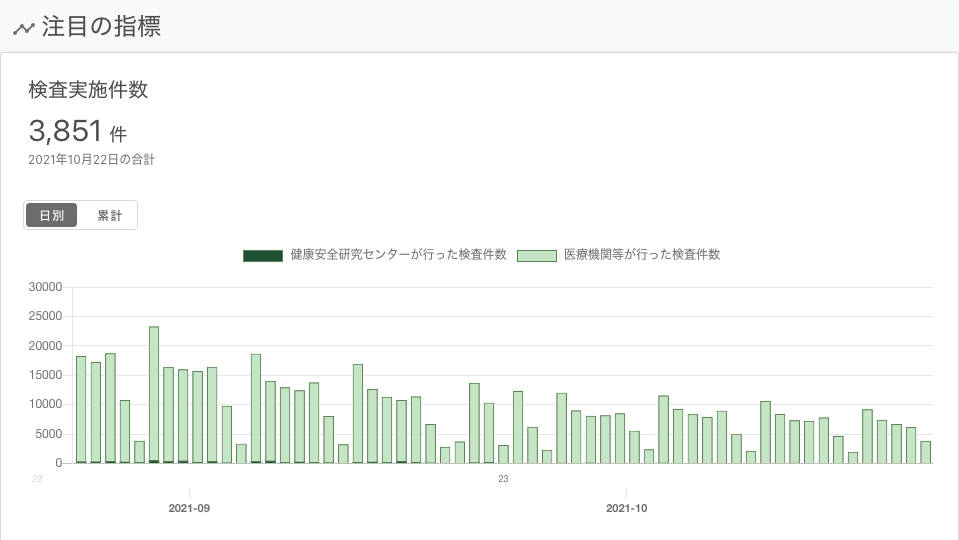 注目の指標
検査実施件数
3,851 件
2021年10月22日の合計
日別 累計
健康安全研究センターが行った検査件数 医療機関等が行った検査件数
30000
25000
20000
15000
10000
5000
0
22 23
2021-09 2021-10